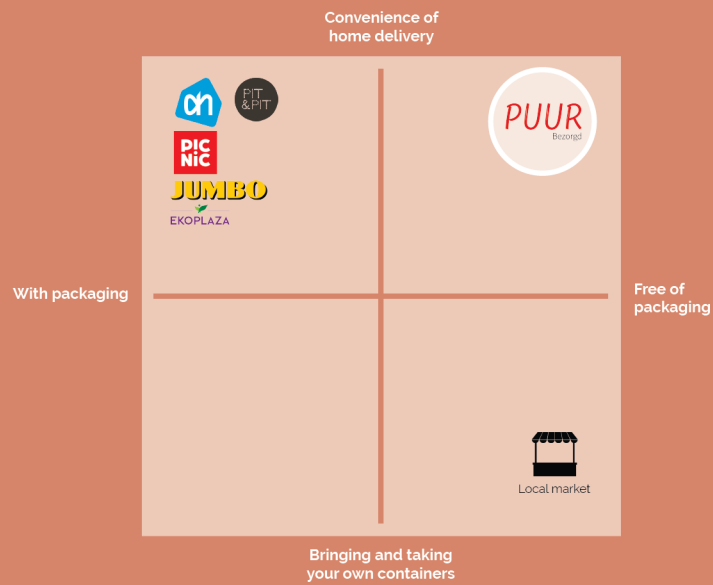 Convenience of
home delivery
ah
PIT
&PIT
PUUR
Bezorgd
PIC
NiC
JUMBO
EKOPLAZA
With packaging
Free of
packaging
Local market
Bringing and taking
your own containers